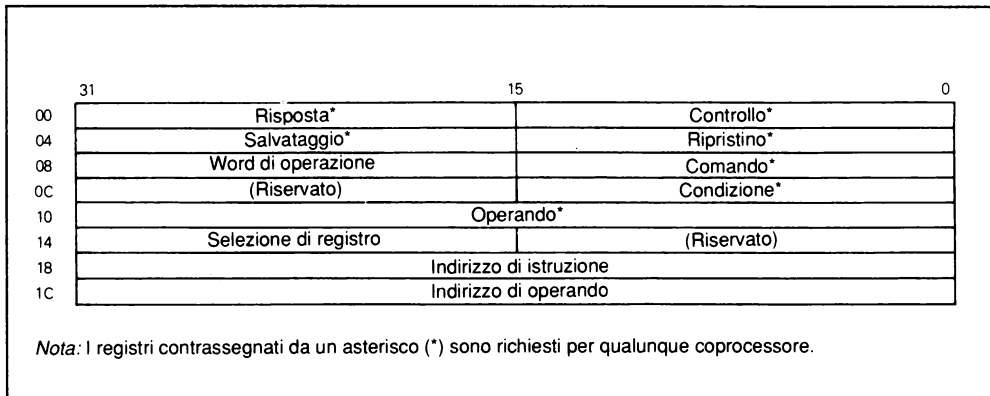 31 15 0
00 Risposta* Controllo*
04 Salvataggio* Ripristino*
08 Word di operazione Comando*
0C (Riservato) Condizione*
10 Operando*
14 Selezione di registro (Riservato)
18 Indirizzo di istruzione
1C Indirizzo di operando
Nota: I registri contrassegnati da un asterisco (*) sono richiesti per qualunque coprocessore.